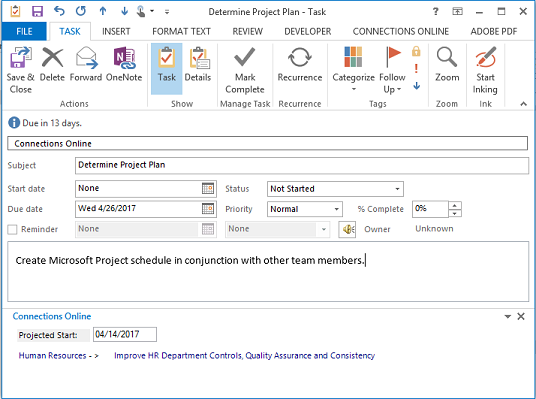 Determine Project Plan - Task
FILE TASK INSERT FORMAT TEXT REVIEW DEVELOPER CONNECTIONS ONLINE ADOBE PDF
Save & Close Delete Forward OneNote Task Details Mark Complete Recurrence Categorize Follow Up Zoom Start Inking
Actions Show Manage Task Recurrence Tags Zoom Ink
Due in 13 days.
Connections Online
Subject Determine Project Plan
Start date None Status Not Started
Due date Wed 4/26/2017 Priority Normal % Complete 0%
Reminder None None Owner Unknown
Create Microsoft Project schedule in conjunction with other team members.
Connections Online
Projected Start: 04/14/2017
Human Resources - > Improve HR Department Controls, Quality Assurance and Consistency